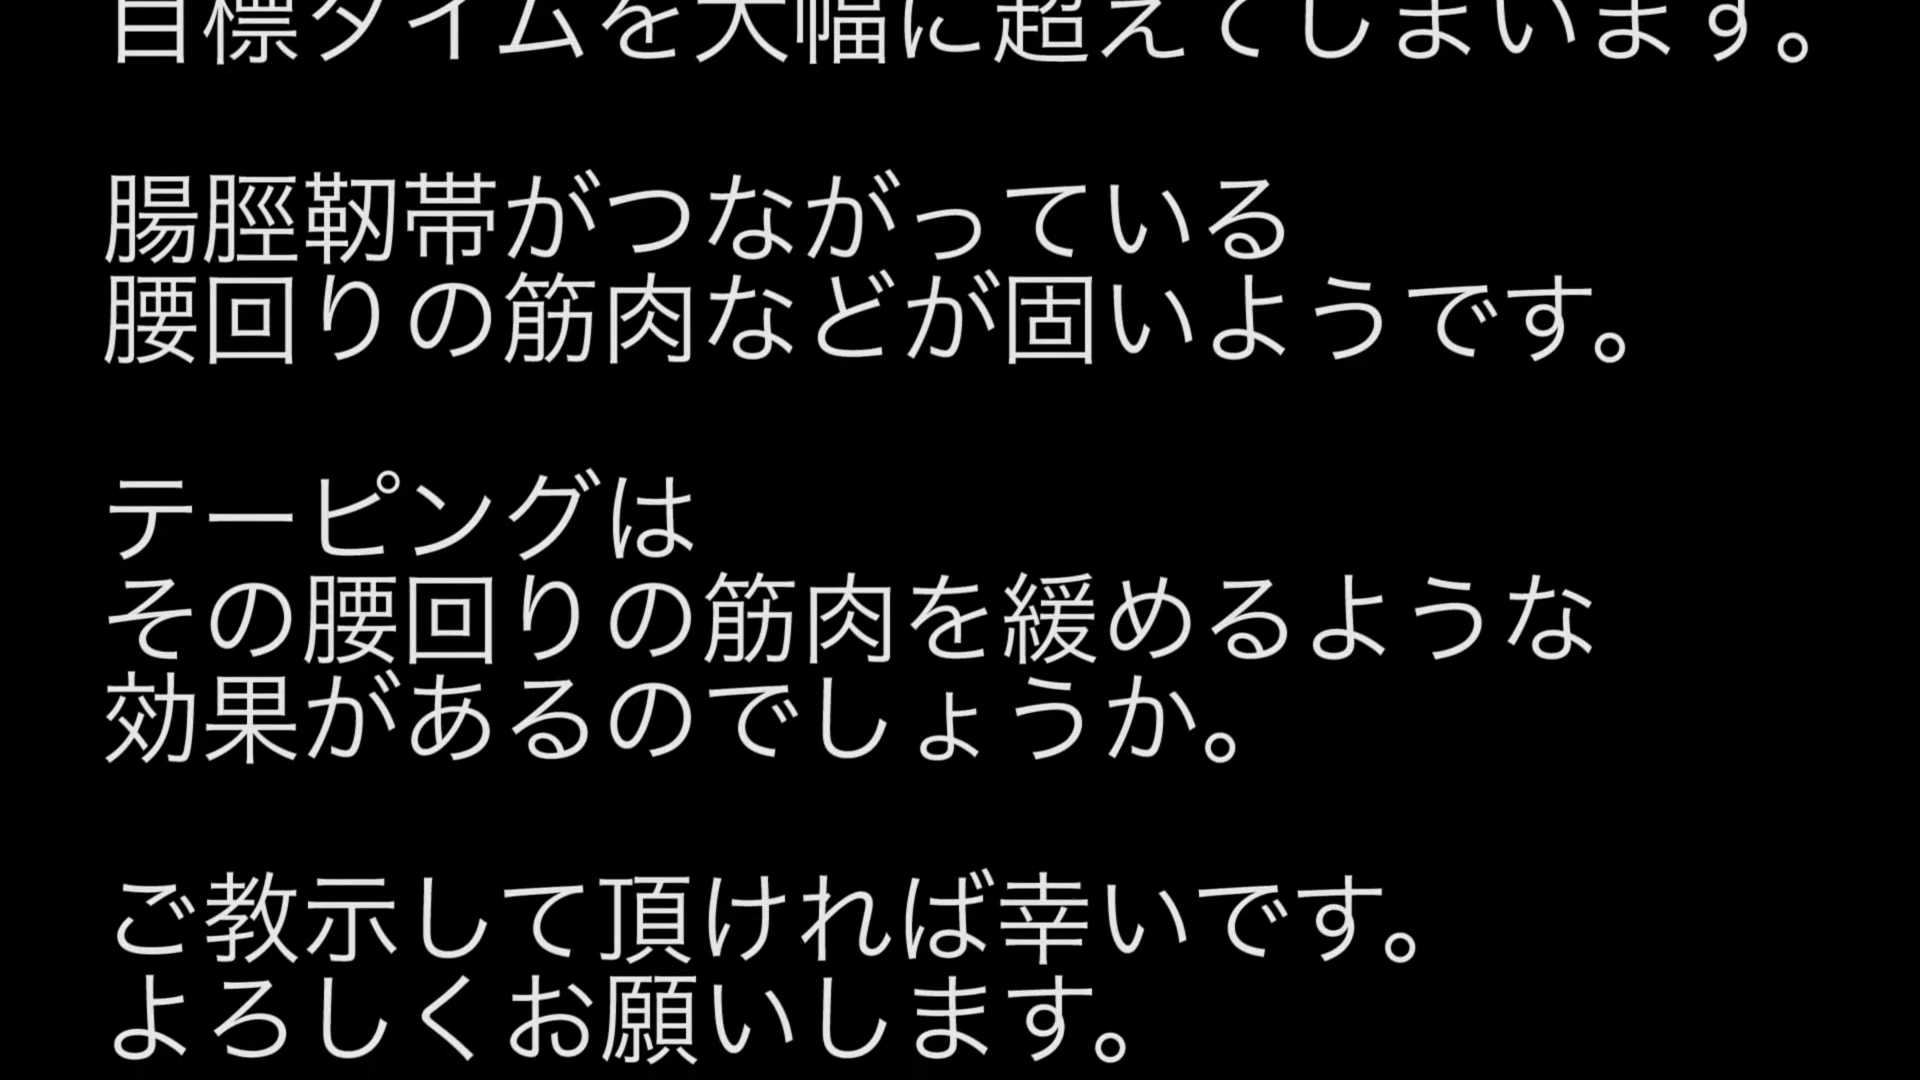 目標タイムを大幅に超えてしまいます。
腸脛靭帯がつながっている
腰回りの筋肉などが固いようです。
テーピングは
その腰回りの筋肉を緩めるような
効果があるのでしょうか。
ご教示して頂ければ幸いです。
よろしくお願いします。